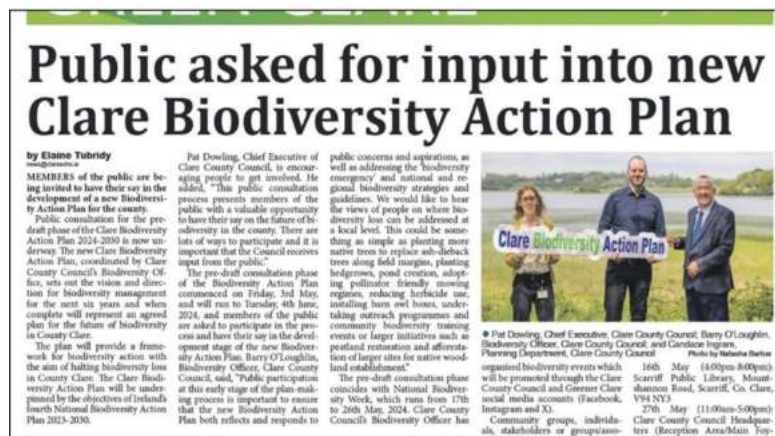 GREEN CLARE
Public asked for input into new
Clare Biodiversity Action Plan
by Elaine Tubridy
news@clareecho.ie
MEMBERS of the public are be-
ing invited to have their say in the
development of a new Biodiversi-
ty Action Plan for the county.
Public consultation for the pre-
draft phase of the Clare Biodiversity
Action Plan 2024-2030 is now un-
derway. The new Clare Biodiversity
Action Plan, coordinated by Clare
County Council's Biodiversity Of-
fice, sets out the vision and direc-
tion for biodiversity management
for the next six years and when
complete will represent an agreed
plan for the future of biodiversity
in County Clare.
The plan will provide a frame-
work for biodiversity action with
the aim of halting biodiversity loss
in County Clare. The Clare Biodi-
versity Action Plan will be under-
pinned by the objectives of Ireland's
fourth National Biodiversity Action
Plan 2023-2030.
Pat Dowling, Chief Executive of
Clare County Council, is encour-
aging people to get involved. He
added, "This public consultation
process presents members of the
public with a valuable opportunity
to have their say on the future of bi-
odiversity in the county. There are
lots of ways to participate and it is
important that the Council receives
input from the public."
The pre-draft consultation phase
of the Biodiversity Action Plan
commenced on Friday, 3rd May,
and will run to Tuesday, 4th June,
2024, and members of the public
are asked to participate in the pro-
cess and have their say in the devel-
opment stage of the new Biodiver-
sity Action Plan. Barry O'Loughlin,
Biodiversity Officer, Clare County
Council, said, "Public participation
at this early stage of the plan-mak-
ing process is important to ensure
that the new Biodiversity Action
Plan both reflects and responds to
public concerns and aspirations, as
well as addressing the 'biodiversity
emergency' and national and re-
gional biodiversity strategies and
guidelines. We would like to hear
the views of people on where bio-
diversity loss can be addressed at
a local level. This could be some-
thing as simple as planting more
native trees to replace ash-dieback
trees along field margins, planting
hedgerows, pond creation, adopt-
ing pollinator friendly mowing
regimes, reducing herbicide use,
installing barn owl boxes, under-
taking outreach programmes and
community biodiversity training
events or larger initiatives such as
peatland restoration and afforesta-
tion of larger sites for native wood-
land establishment."
The pre-draft consultation phase
coincides with National Biodiver-
sity Week, which runs from 17th
to 26th May, 2024. Clare County
Council's Biodiversity Officer has
Clare Biodiversity Action Plan
● Pat Dowling, Chief Executive, Clare County Council; Barry O'Loughlin,
Biodiversity Officer, Clare County Council; and Candace Ingram,
Planning Department, Clare County Council Photo by Natasha Barton
organised biodiversity events which
will be promoted through the Clare
County Council and Greener Clare
social media accounts (Facebook,
Instagram and X).
Community groups, individu-
als, stakeholders or groups/asso-
16th May (4:00pm-8:00pm):
Scarriff Public Library, Mount-
shannon Road, Scarriff, Co. Clare,
V94 NY3
27th May (11:00am-5:00pm):
Clare County Council Headquar-
ters (Reception Area/Main Foy-